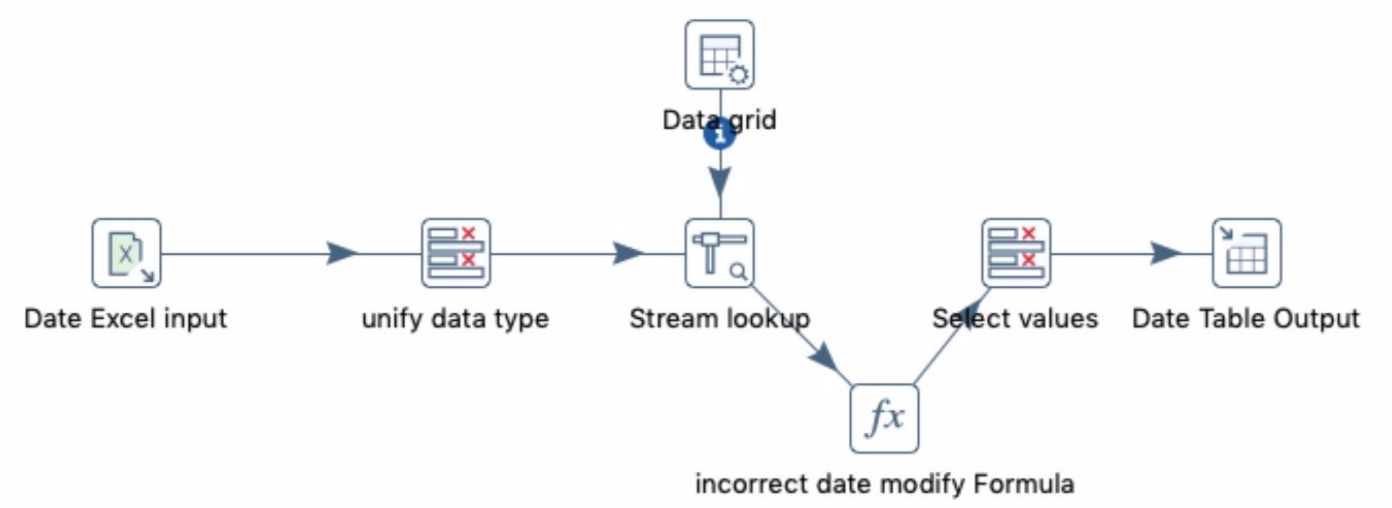 Data grid
Date Excel input
unify data type
Stream lookup
Select values
Date Table Output
fx
incorrect date modify Formula